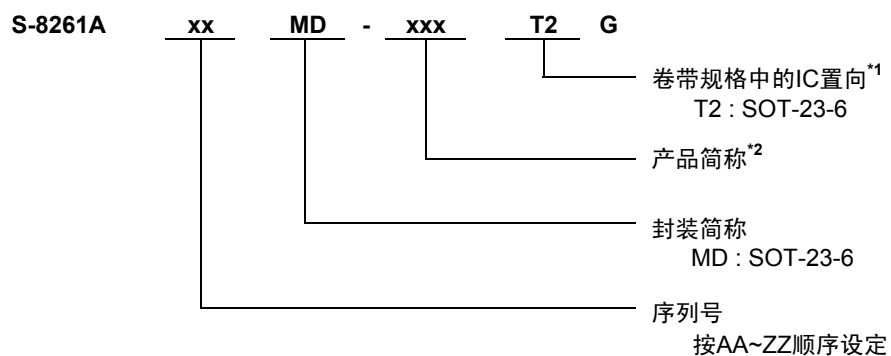 S-8261A xx MD - xxx T2 G
卷带规格中的IC置向*1
T2 : SOT-23-6
产品简称*2
封装简称
MD : SOT-23-6
序列号
按AA~ZZ顺序设定